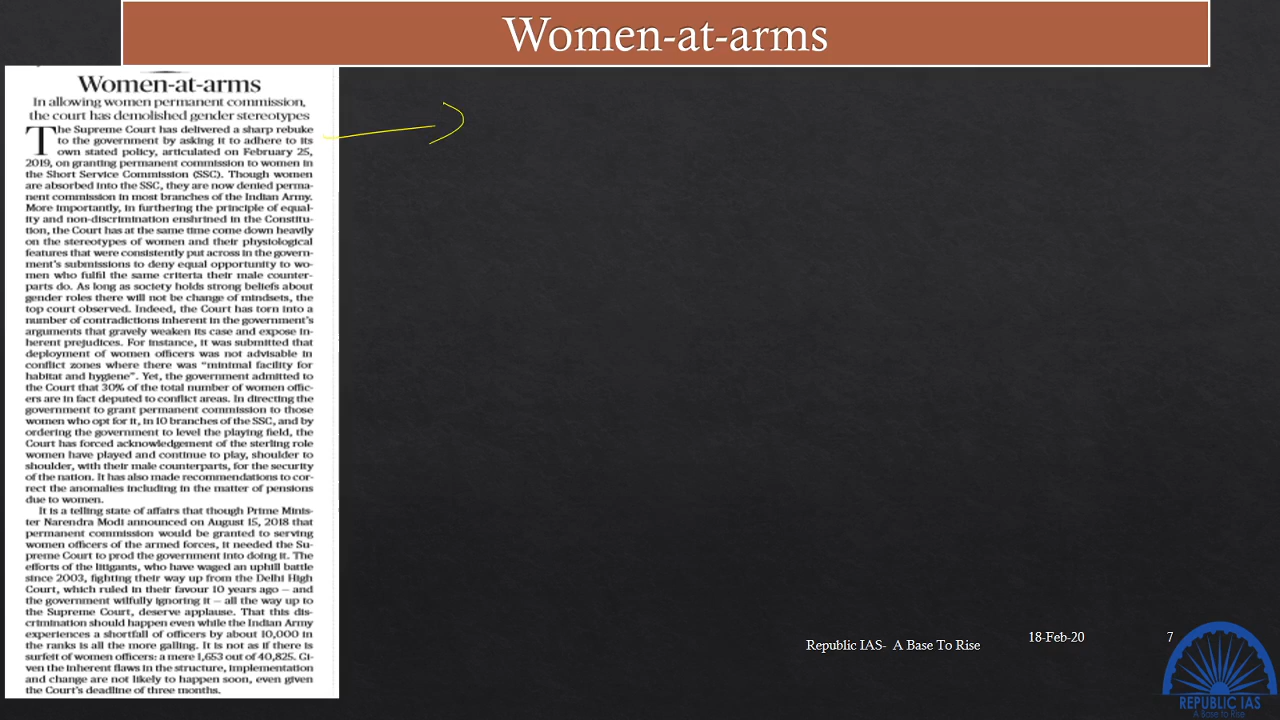 Women-at-arms
Women-at-arms
In allowing women permanent commission,
the court has demolished gender stereotypes
The Supreme Court has delivered a sharp rebuke
to the government by asking it to adhere to its
own stated policy, articulated on February 25,
2019, on granting permanent commission to women in
the Short Service Commission (SSC). Though women
are absorbed into the SSC, they are now denied perma-
nent commission in most branches of the Indian Army.
More importantly, in furthering the principle of equal-
ity and non-discrimination enshrined in the Constitu-
tion, the Court has at the same time come down heavily
on the stereotypes of women and their physiological
features that were consistently put across in the govern-
ment's submissions to deny equal opportunity to wo-
men who fulfil the same criteria their male counter-
parts do. As long as society holds strong beliefs about
gender roles there will not be change of mindsets, the
top court observed. Indeed, the Court has torn into a
number of contradictions inherent in the government's
arguments that gravely weaken its case and expose in-
herent prejudices. For instance, it was submitted that
deployment of women officers was not advisable in
conflict zones where there was "minimal facility for
habitat and hygiene". Yet, the government admitted to
the Court that 30% of the total number of women offic-
ers are in fact deputed to conflict areas. In directing the
government to grant permanent commission to those
women who opt for it, in 10 branches of the SSC, and by
ordering the government to level the playing field, the
Court has forced acknowledgement of the sterling role
women have played and continue to play, shoulder to
shoulder, with their male counterparts, for the security
of the nation. It has also made recommendations to cor-
rect the anomalies including in the matter of pensions
due to women.
It is a telling state of affairs that though Prime Minis-
ter Narendra Modi announced on August 15, 2018 that
permanent commission would be granted to serving
women officers of the armed forces, it needed the Su-
preme Court to prod the government into doing it. The
efforts of the litigants, who have waged an uphill battle
since 2003, fighting their way up from the Delhi High
Court, which ruled in their favour 10 years ago – and
the government wilfully ignoring it – all the way up to
the Supreme Court, deserve applause. That this dis-
crimination should happen even while the Indian Army
experiences a shortfall of officers by about 10,000 in
the ranks is all the more galling. It is not as if there is
surfeit of women officers: a mere 1,653 out of 40,825. Gi-
ven the inherent flaws in the structure, implementation
and change are not likely to happen soon, even given
the Court's deadline of three months.
Republic IAS- A Base To Rise
18-Feb-20
7
REPUBLIC IAS
A Base to Rise